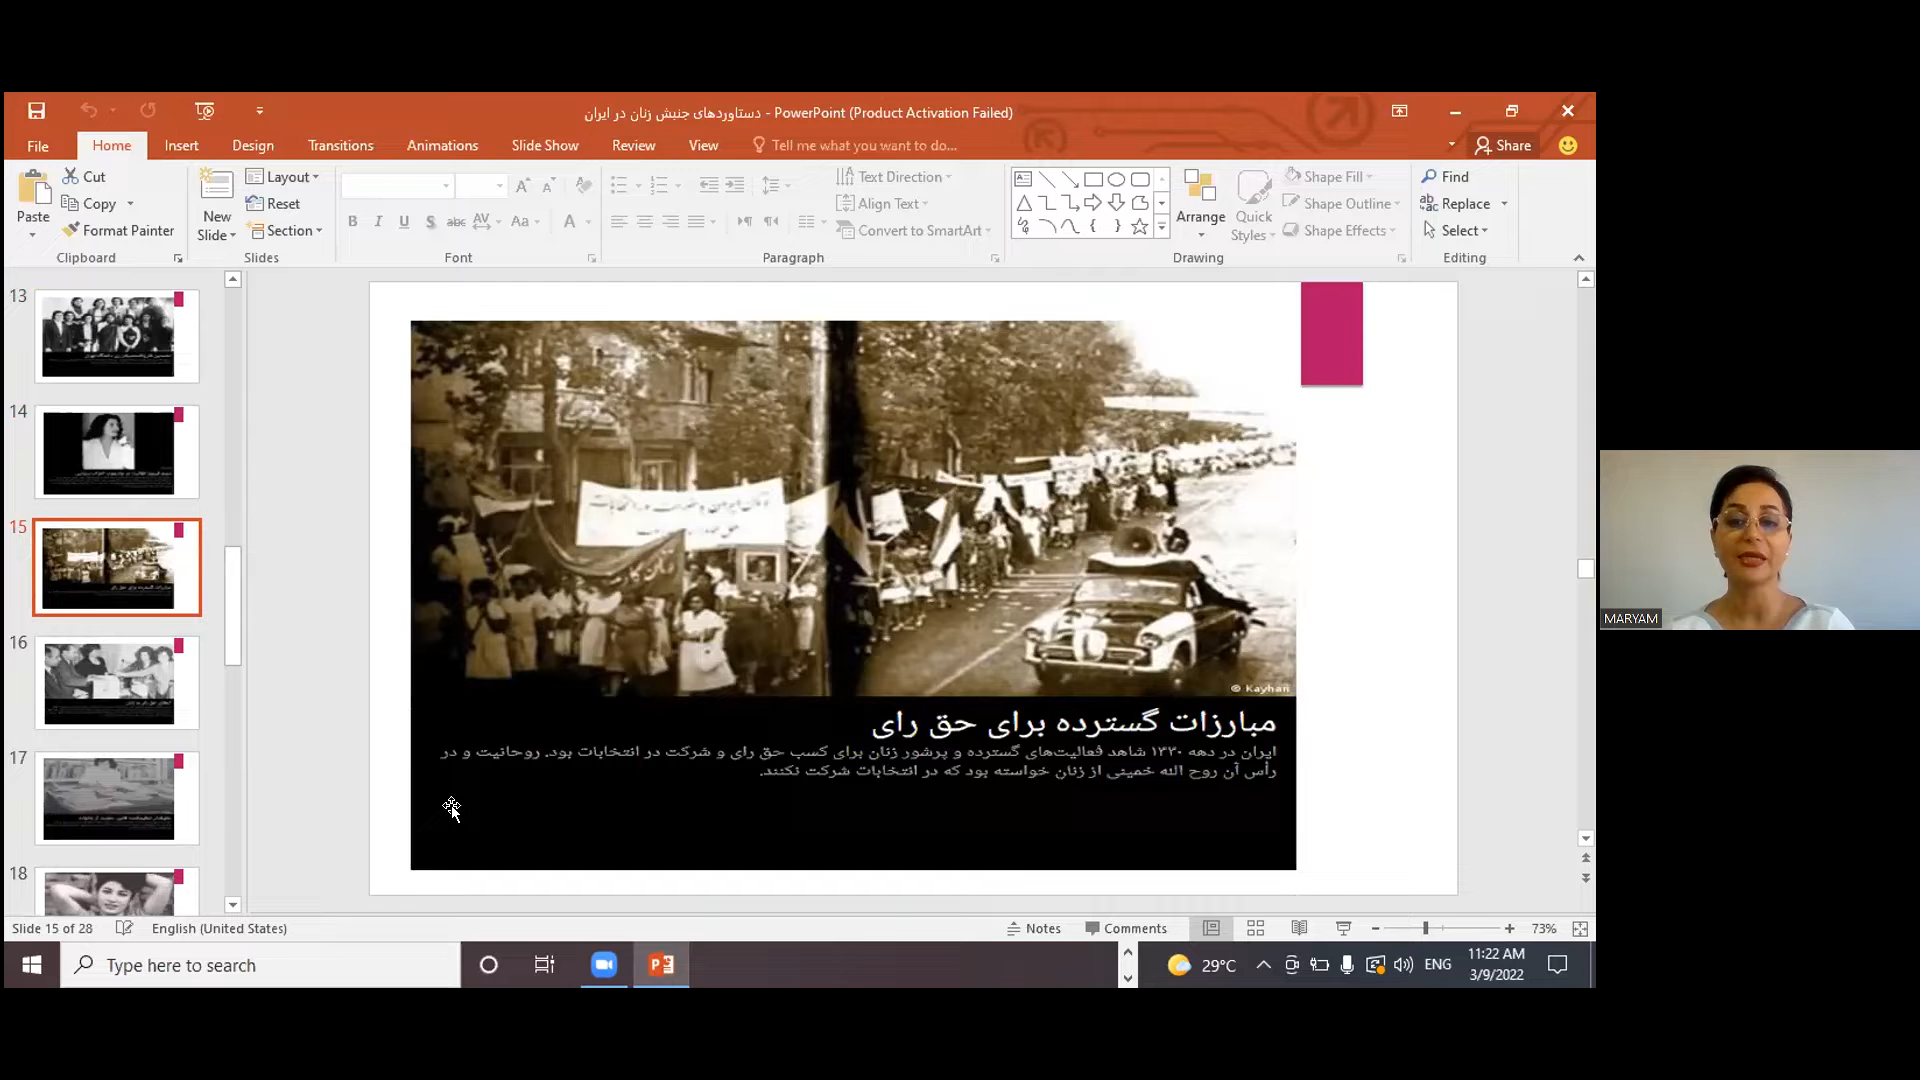 دستاوردهای جنبش زنان در ایران - PowerPoint (Product Activation Failed)
File Home Insert Design Transitions Animations Slide Show Review View Tell me what you want to do... Share
Cut
Copy
Format Painter
Paste
Clipboard
New Slide
Layout
Reset
Section
Slides
B I U S abc AV Aa A
Font
Text Direction
Align Text
Convert to SmartArt
Paragraph
Arrange
Quick Styles
Shape Fill
Shape Outline
Shape Effects
Drawing
Find
Replace
Select
Editing
13
14
15
16
17
18
© Kayhan
مبارزات گسترده برای حق رای
ایران در دهه ۱۳۳۰ شاهد فعالیت‌های گسترده و پرشور زنان برای کسب حق رای و شرکت در انتخابات بود. روحانیت و در
رأس آن روح الله خمینی از زنان خواسته بود که در انتخابات شرکت نکنند.
MARYAM
Slide 15 of 28 English (United States) Notes Comments 73%
Type here to search
29°C ENG
11:22 AM
3/9/2022